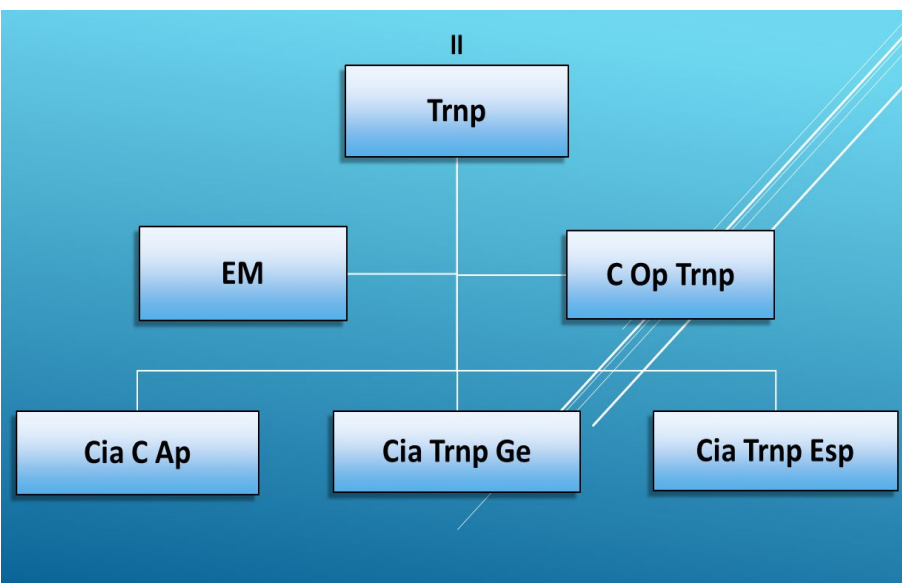 II
Trnp
EM
C Op Trnp
Cia C Ap
Cia Trnp Ge
Cia Trnp Esp